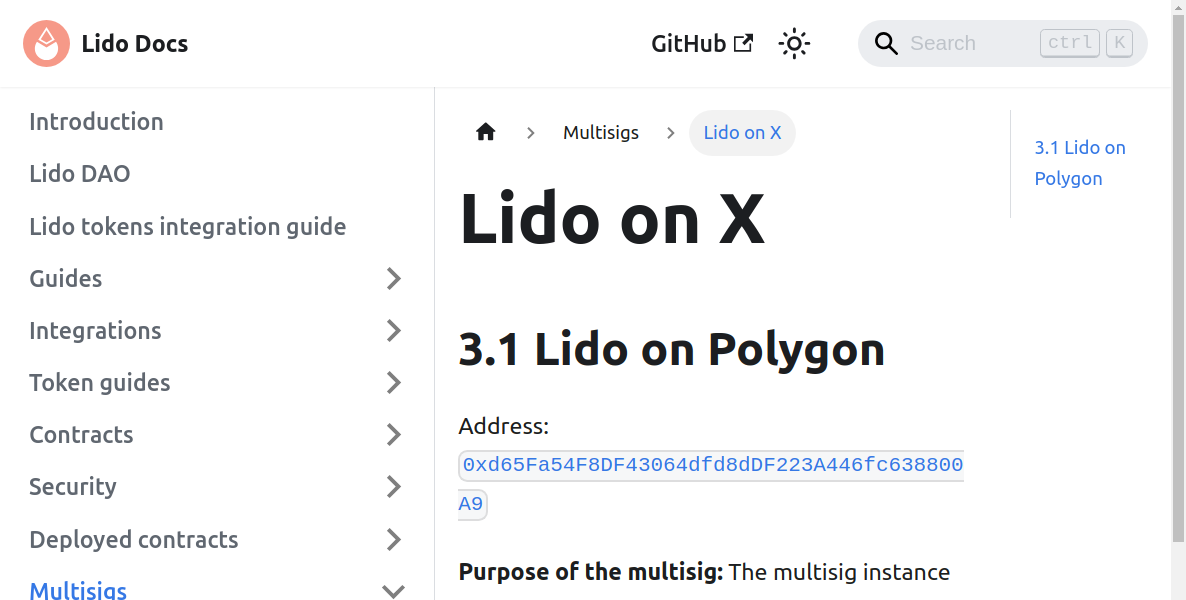 Lido Docs
GitHub
Search
ctrl K
Introduction
Lido DAO
Lido tokens integration guide
Guides
Integrations
Token guides
Contracts
Security
Deployed contracts
Multisigs
Multisigs
Lido on X
Lido on X
3.1 Lido on Polygon
Address:
0xd65Fa54F8DF43064dfd8dDF223A446fc638800
A9
Purpose of the multisig: The multisig instance
3.1 Lido on
Polygon